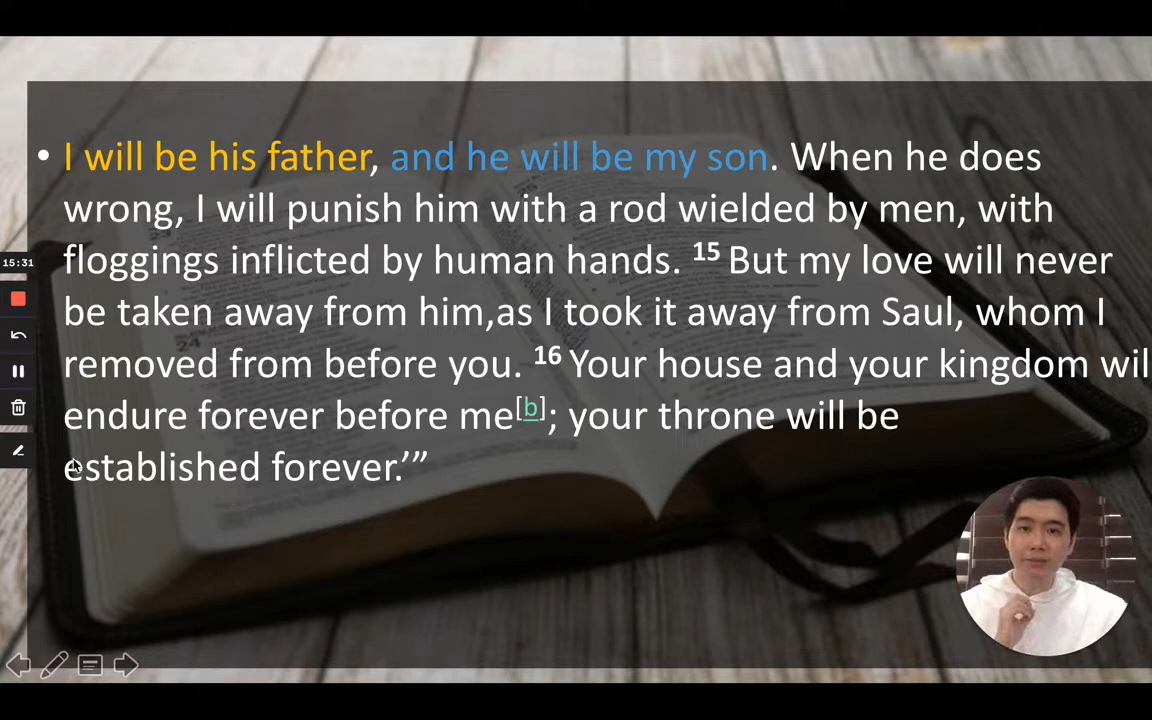 • I will be his father, and he will be my son. When he does
wrong, I will punish him with a rod wielded by men, with
floggings inflicted by human hands. 15 But my love will never
be taken away from him,as I took it away from Saul, whom I
removed from before you. 16 Your house and your kingdom wil
endure forever before me[b]; your throne will be
established forever.’”
15:31